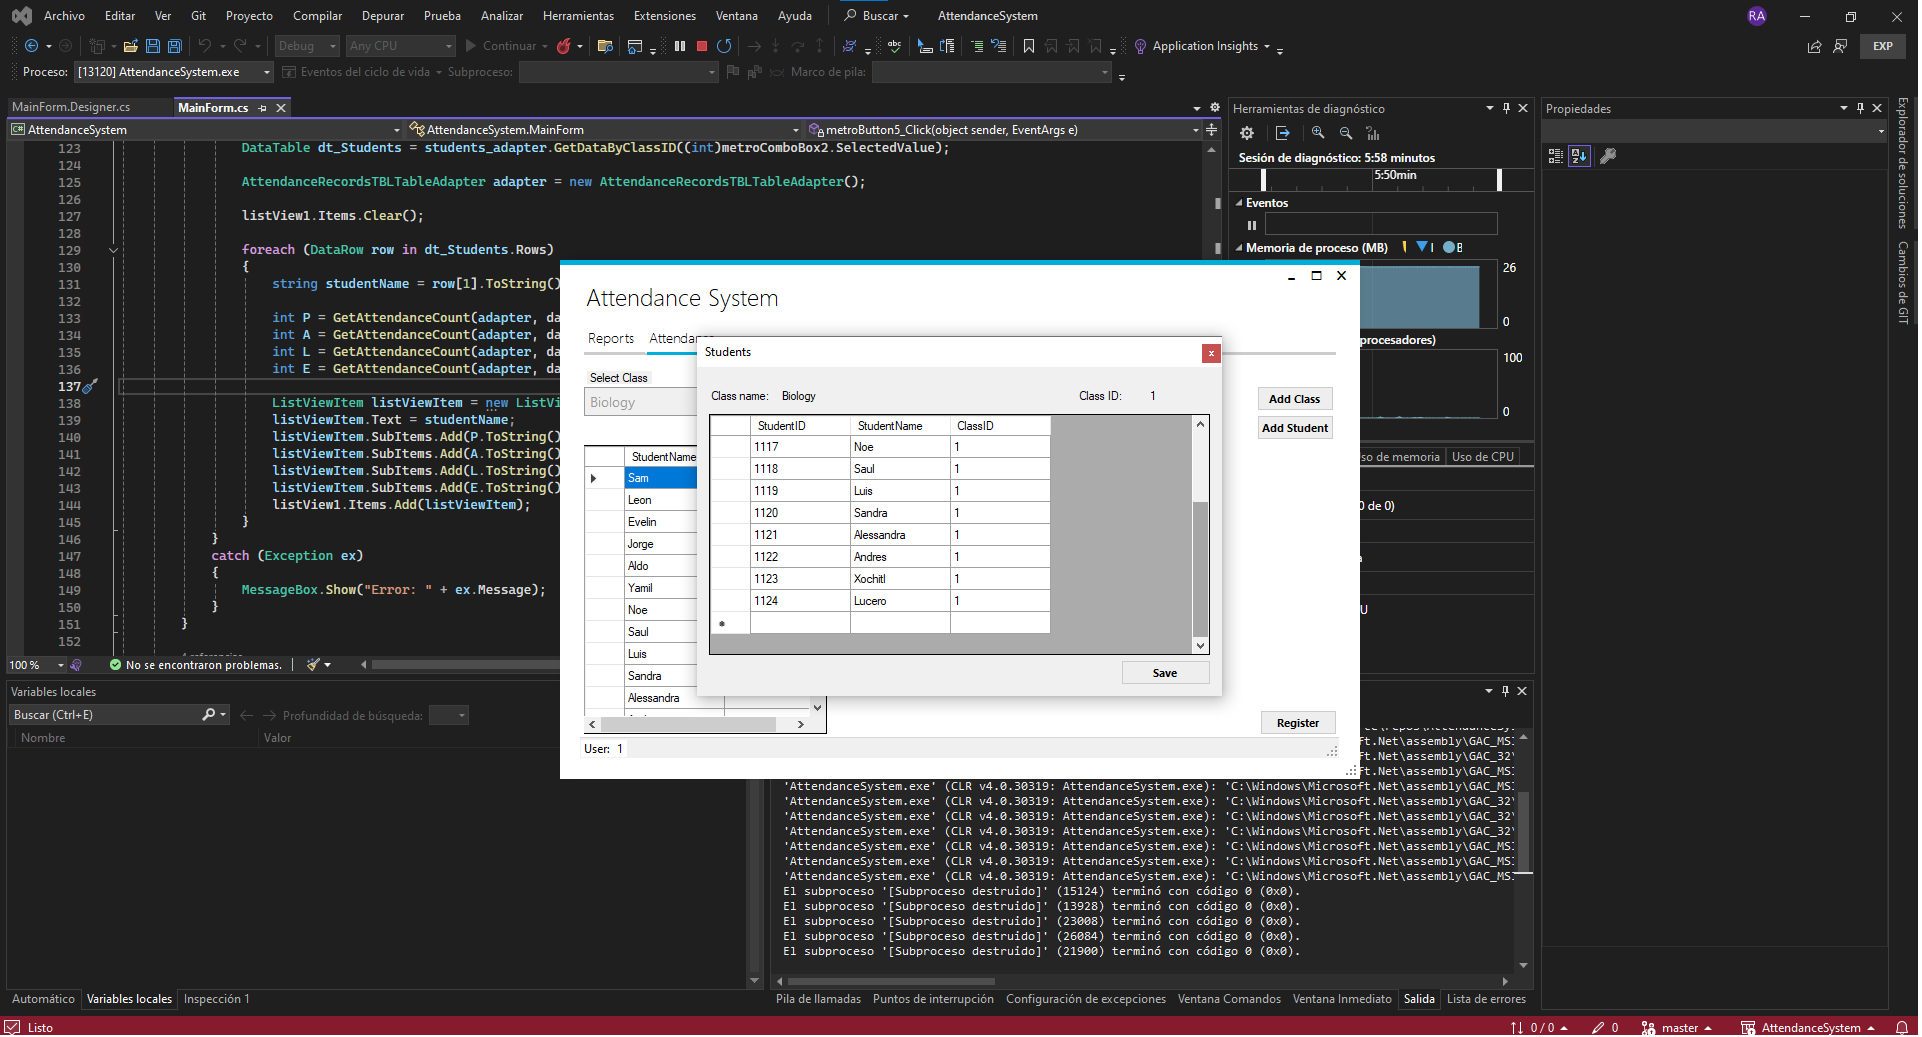 Archivo Editar Ver Git Proyecto Compilar Depurar Prueba Analizar Herramientas Extensiones Ventana Ayuda Buscar AttendanceSystem RA
Debug Any CPU Continuar Application Insights EXP
Proceso: [13120] AttendanceSystem.exe Eventos del ciclo de vida Subproceso: Marco de pila:
MainForm.Designer.cs MainForm.cs
AttendanceSystem AttendanceSystem.MainForm metroButton5_Click(object sender, EventArgs e)
123 DataTable dt_Students = students_adapter.GetDataByClassID((int)metroComboBox2.SelectedValue);
124
125 AttendanceRecordsTBLTableAdapter adapter = new AttendanceRecordsTBLTableAdapter();
126
127 listView1.Items.Clear();
128
129 foreach (DataRow row in dt_Students.Rows)
130 {
131 string studentName = row[1].ToString()
132
133 int P = GetAttendanceCount(adapter, da
134 int A = GetAttendanceCount(adapter, da
135 int L = GetAttendanceCount(adapter, da
136 int E = GetAttendanceCount(adapter, da
137
138 ListViewItem listViewItem = new ListVi
139 listViewItem.Text = studentName;
140 listViewItem.SubItems.Add(P.ToString()
141 listViewItem.SubItems.Add(A.ToString()
142 listViewItem.SubItems.Add(L.ToString()
143 listViewItem.SubItems.Add(E.ToString()
144 listView1.Items.Add(listViewItem);
145 }
146 }
147 catch (Exception ex)
148 {
149 MessageBox.Show("Error: " + ex.Message);
150 }
151 }
152
100 % No se encontraron problemas.
Attendance System
Reports Attendance
Select Class
Biology
StudentName
Sam
Leon
Evelin
Jorge
Aldo
Yamil
Noe
Saul
Luis
Sandra
Alessandra
Add Class
Add Student
Register
User: 1
Students
x
Class name: Biology Class ID: 1
StudentID StudentName ClassID
1117 Noe 1
1118 Saul 1
1119 Luis 1
1120 Sandra 1
1121 Alessandra 1
1122 Andres 1
1123 Xochitl 1
1124 Lucero 1
*
Save
Herramientas de diagnóstico
Sesión de diagnóstico: 5:58 minutos
5:50min
Eventos
Memoria de proceso (MB) I B
26
0
procesadores)
100
0
so de memoria Uso de CPU
0 de 0)
U
Propiedades
Explorador de soluciones
Cambios de GIT
Variables locales
Buscar (Ctrl+E) Profundidad de búsqueda:
Nombre Valor
ft.Net\assembly\GAC_MSI
ft.Net\assembly\GAC_32\
ft.Net\assembly\GAC_MSI
'AttendanceSystem.exe' (CLR v4.0.30319: AttendanceSystem.exe): 'C:\Windows\Microsoft.Net\assembly\GAC_MSI
'AttendanceSystem.exe' (CLR v4.0.30319: AttendanceSystem.exe): 'C:\Windows\Microsoft.Net\assembly\GAC_32\
'AttendanceSystem.exe' (CLR v4.0.30319: AttendanceSystem.exe): 'C:\Windows\Microsoft.Net\assembly\GAC_32\
'AttendanceSystem.exe' (CLR v4.0.30319: AttendanceSystem.exe): 'C:\Windows\Microsoft.Net\assembly\GAC_32\
'AttendanceSystem.exe' (CLR v4.0.30319: AttendanceSystem.exe): 'C:\Windows\Microsoft.Net\assembly\GAC_MSI
'AttendanceSystem.exe' (CLR v4.0.30319: AttendanceSystem.exe): 'C:\Windows\Microsoft.Net\assembly\GAC_MSI
'AttendanceSystem.exe' (CLR v4.0.30319: AttendanceSystem.exe): 'C:\Windows\Microsoft.Net\assembly\GAC_MSI
El subproceso '[Subproceso destruido]' (15124) terminó con código 0 (0x0).
El subproceso '[Subproceso destruido]' (13928) terminó con código 0 (0x0).
El subproceso '[Subproceso destruido]' (23008) terminó con código 0 (0x0).
El subproceso '[Subproceso destruido]' (26084) terminó con código 0 (0x0).
El subproceso '[Subproceso destruido]' (21900) terminó con código 0 (0x0).
Automático Variables locales Inspección 1
Pila de llamadas Puntos de interrupción Configuración de excepciones Ventana Comandos Ventana Inmediato Salida Lista de errores
Listo 0 / 0 0 master AttendanceSystem